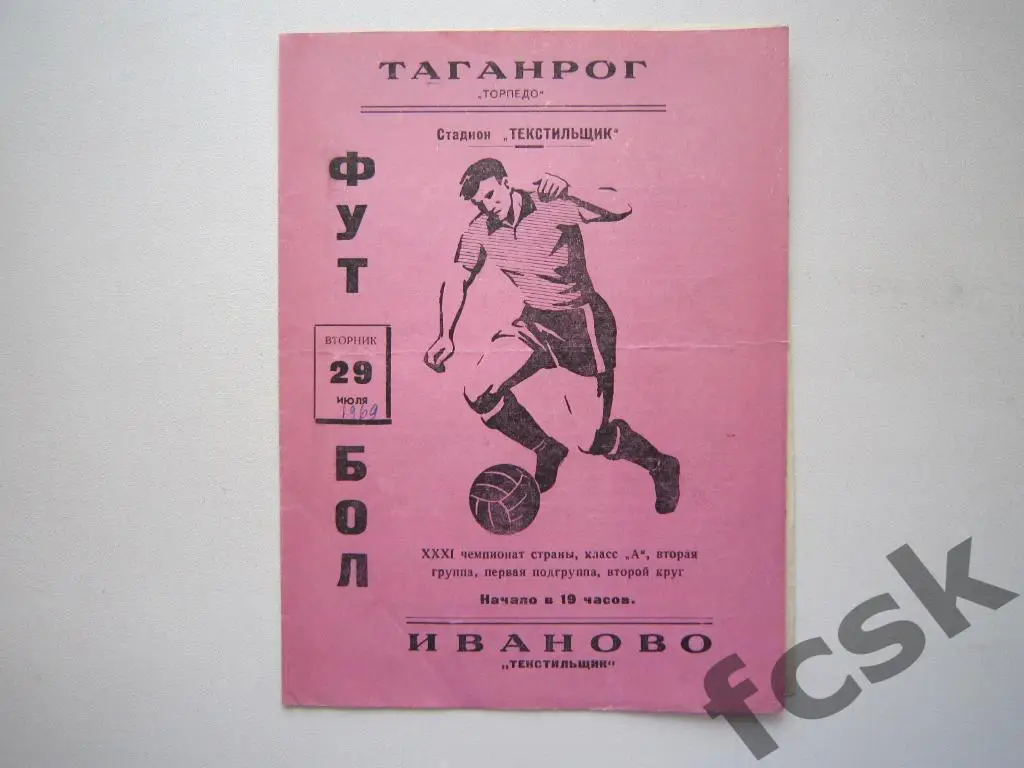 ТАГАНРОГ
„ТОРПЕДО“
Стадион „ТЕКСТИЛЬЩИК“
ФУТ
ВТОРНИК
29
ИЮЛЯ
1969
БОЛ
XXXI чемпионат страны, класс „А“, вторая
группа, первая подгруппа, второй круг
Начало в 19 часов.
ИВАНОВО
„ТЕКСТИЛЬЩИК“
fcsk